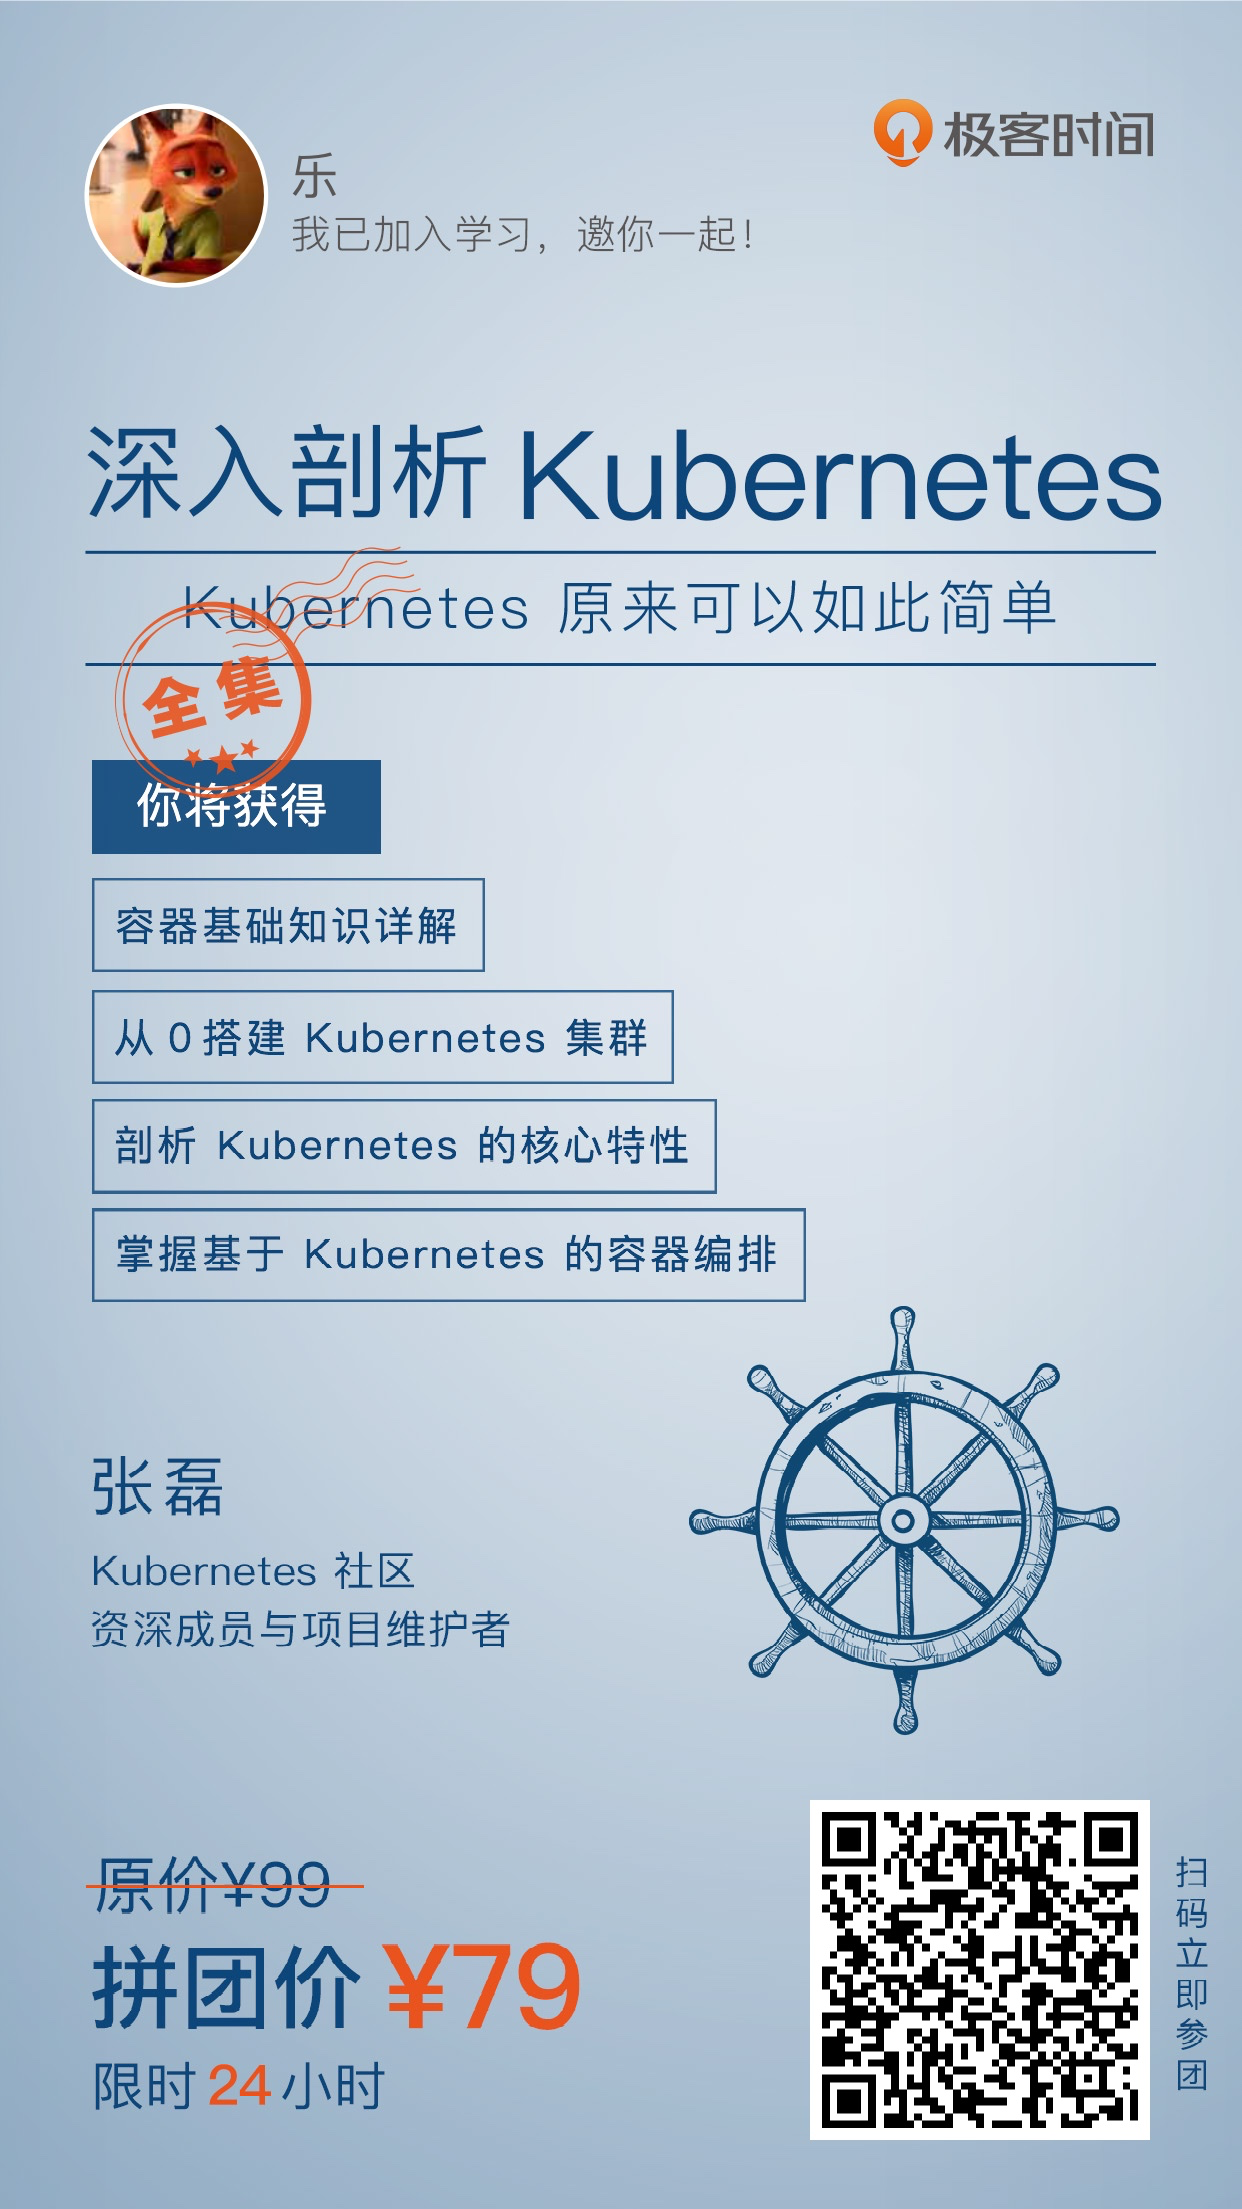 极客时间
乐
我已加入学习，邀你一起！
深入剖析 Kubernetes
Kubernetes 原来可以如此简单
全集
你将获得
容器基础知识详解
从 0 搭建 Kubernetes 集群
剖析 Kubernetes 的核心特性
掌握基于 Kubernetes 的容器编排
张磊
Kubernetes 社区
资深成员与项目维护者
原价¥99
拼团价 ¥79
限时 24 小时
扫码立即参团